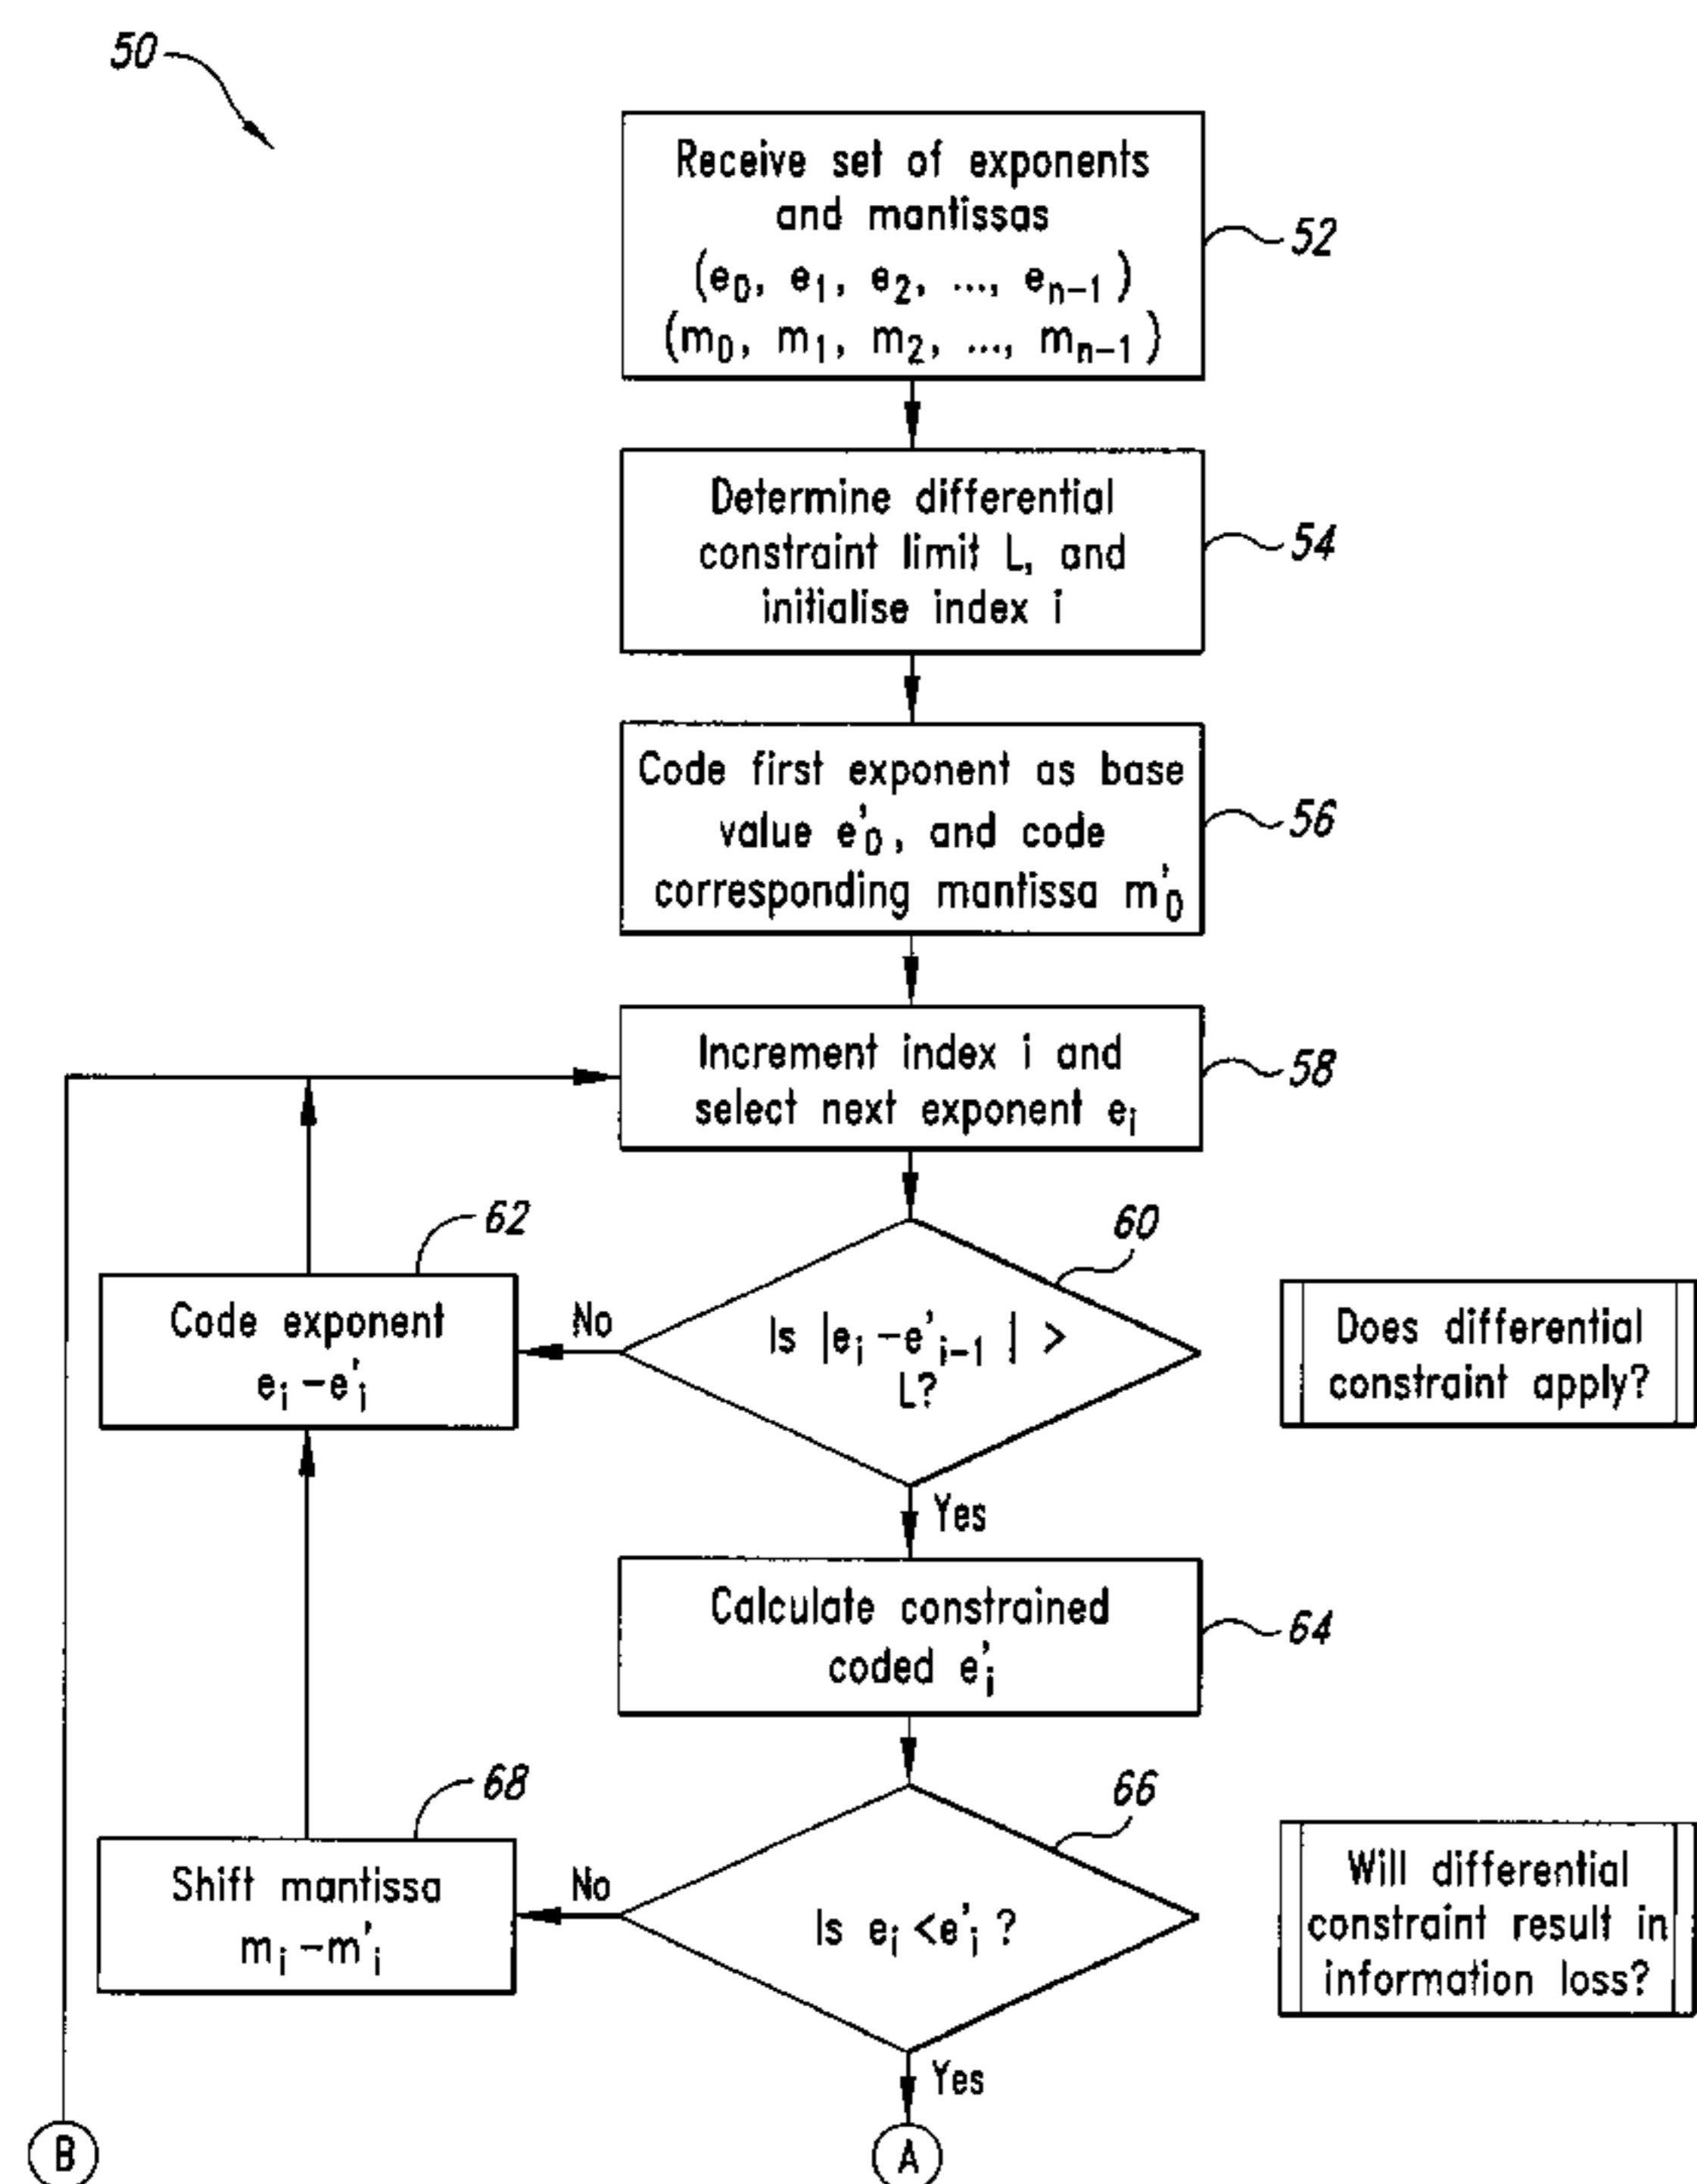 50
Receive set of exponents
and mantissas
(e₀, e₁, e₂, ..., eₙ₋₁)
(m₀, m₁, m₂, ..., mₙ₋₁)
52
Determine differential
constraint limit L, and
initialise index i
54
Code first exponent as base
value e'₀, and code
corresponding mantissa m'₀
56
Increment index i and
select next exponent eᵢ
58
62
60
Code exponent
eᵢ – e'ᵢ
No
Is |eᵢ – e'ᵢ₋₁| >
L?
Does differential
constraint apply?
Yes
Calculate constrained
coded e'ᵢ
64
68
66
Shift mantissa
mᵢ – m'ᵢ
No
Is eᵢ < e'ᵢ ?
Will differential
constraint result in
information loss?
Yes
B
A